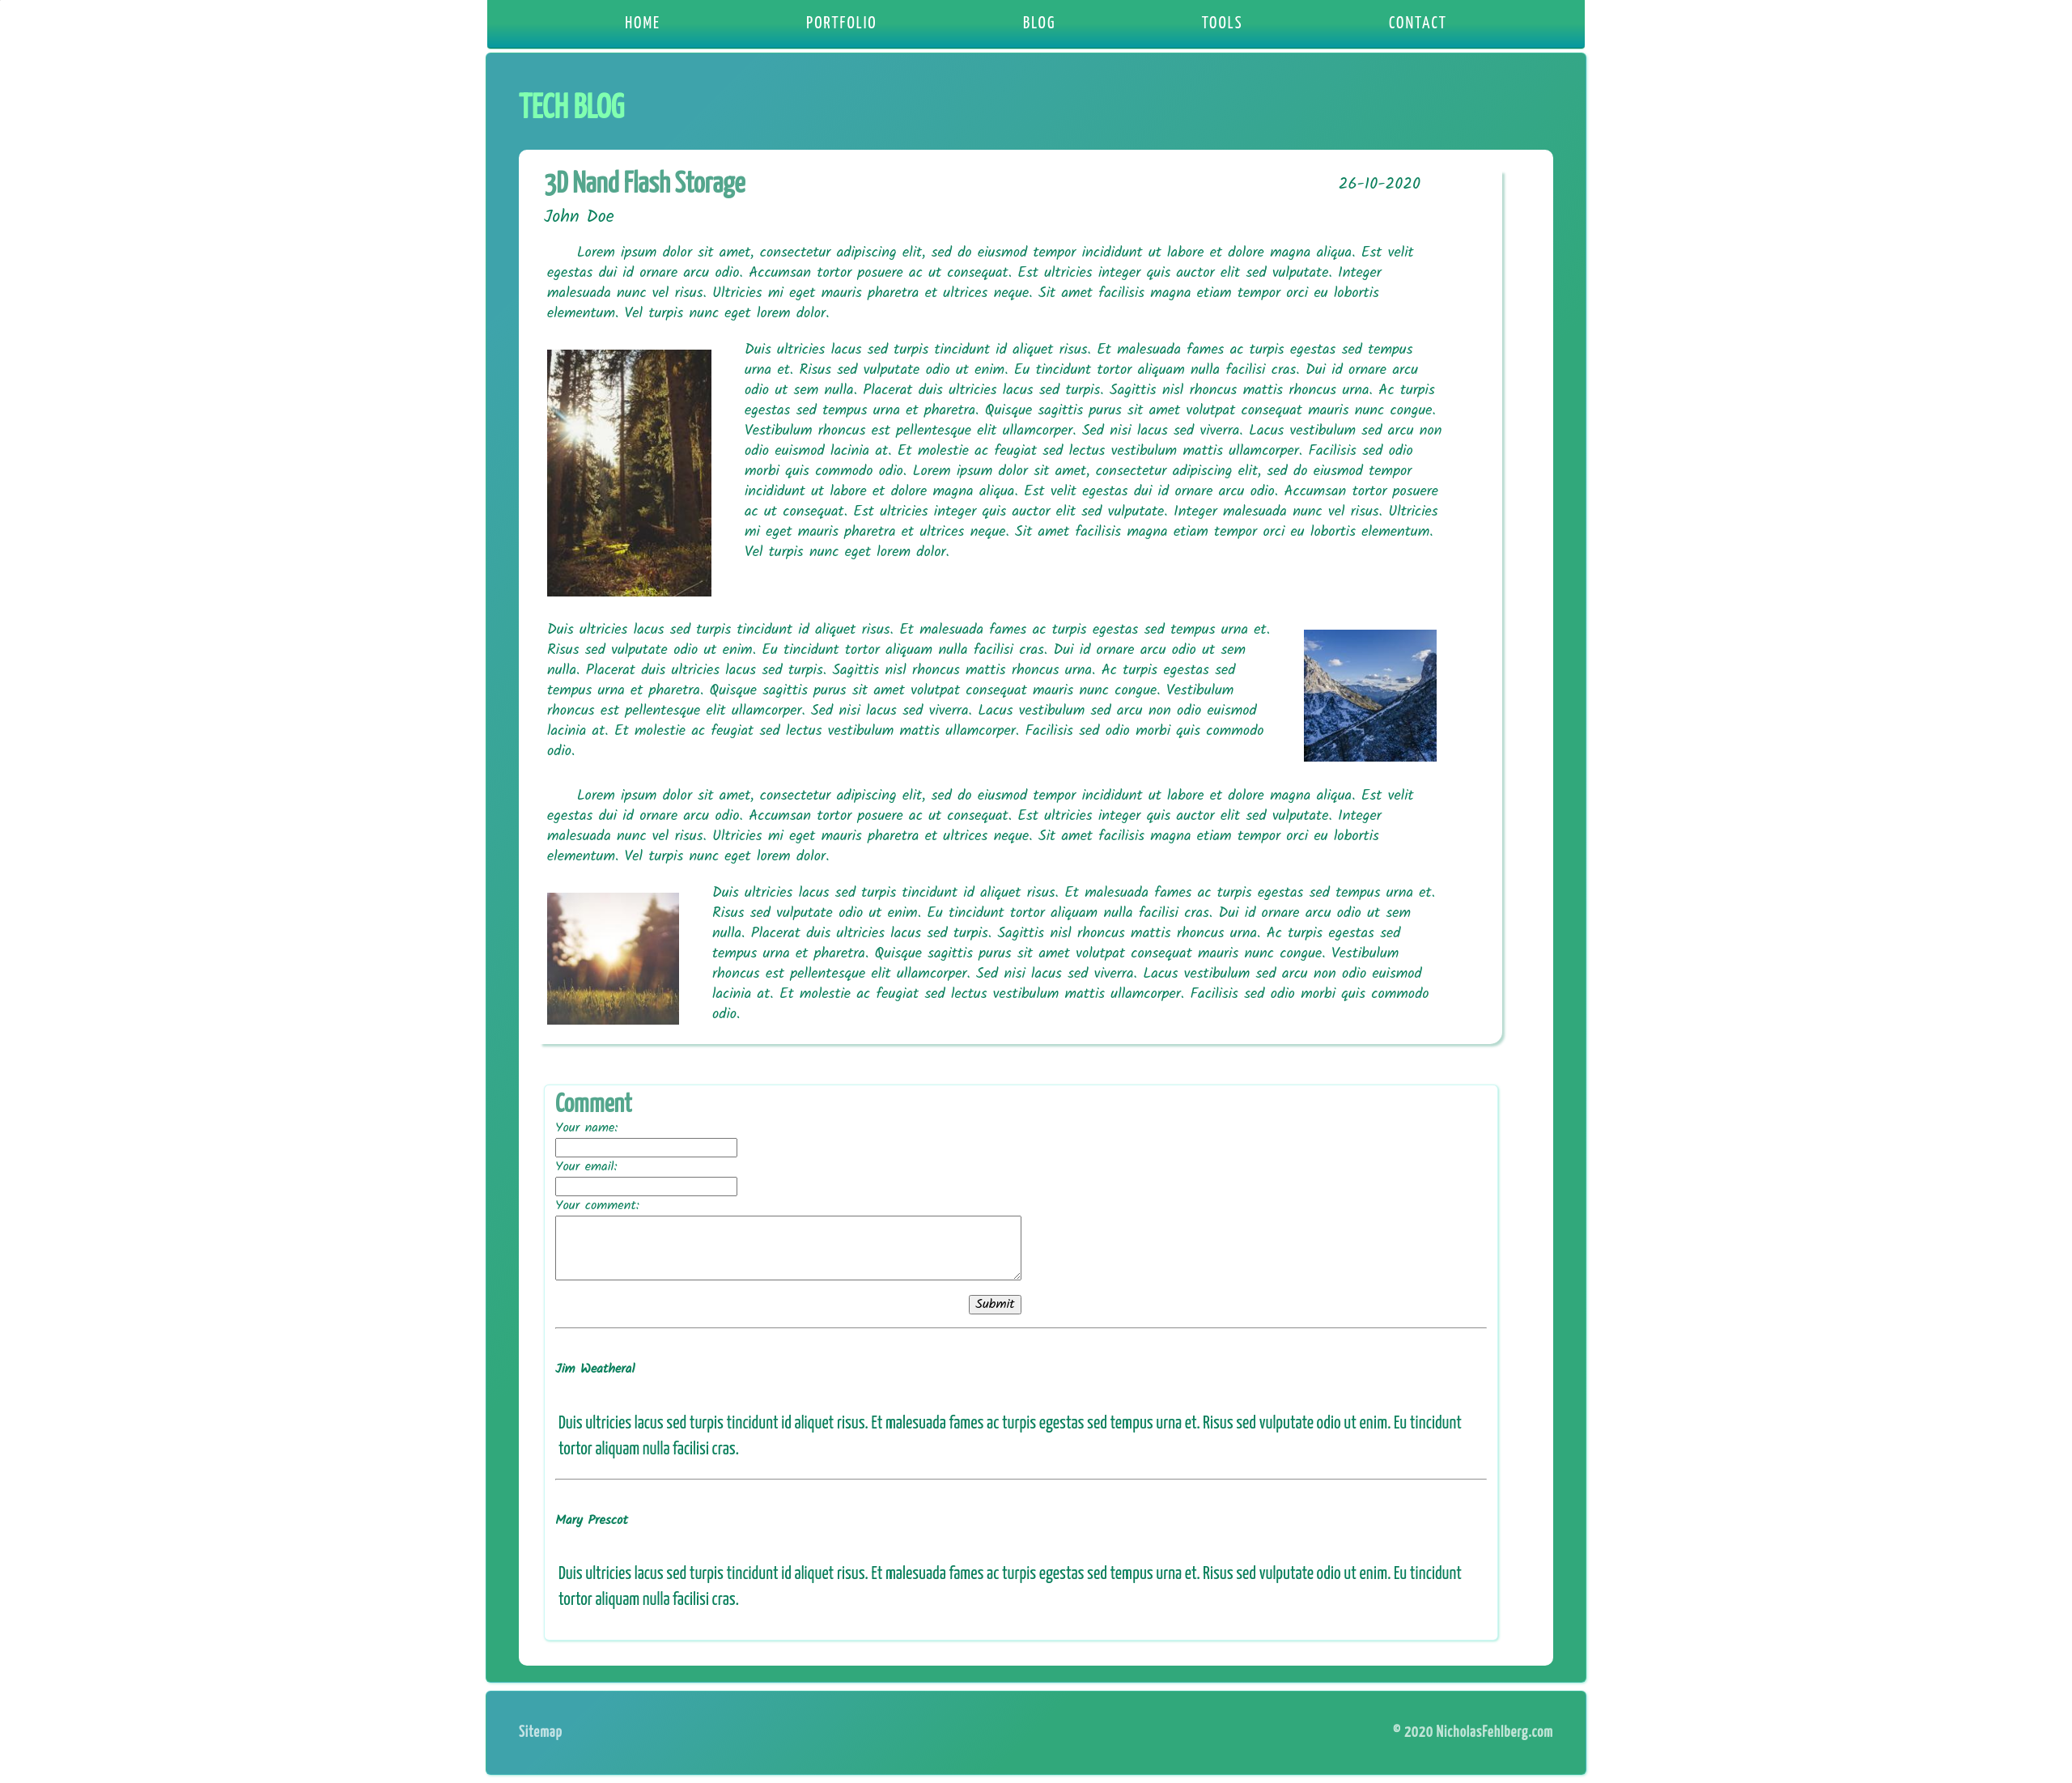 HOME PORTFOLIO BLOG TOOLS CONTACT
TECH BLOG
3D Nand Flash Storage 26-10-2020
John Doe
Lorem ipsum dolor sit amet, consectetur adipiscing elit, sed do eiusmod tempor incididunt ut labore et dolore magna aliqua. Est velit
egestas dui id ornare arcu odio. Accumsan tortor posuere ac ut consequat. Est ultricies integer quis auctor elit sed vulputate. Integer
malesuada nunc vel risus. Ultricies mi eget mauris pharetra et ultrices neque. Sit amet facilisis magna etiam tempor orci eu lobortis
elementum. Vel turpis nunc eget lorem dolor.
Duis ultricies lacus sed turpis tincidunt id aliquet risus. Et malesuada fames ac turpis egestas sed tempus
urna et. Risus sed vulputate odio ut enim. Eu tincidunt tortor aliquam nulla facilisi cras. Dui id ornare arcu
odio ut sem nulla. Placerat duis ultricies lacus sed turpis. Sagittis nisl rhoncus mattis rhoncus urna. Ac turpis
egestas sed tempus urna et pharetra. Quisque sagittis purus sit amet volutpat consequat mauris nunc congue.
Vestibulum rhoncus est pellentesque elit ullamcorper. Sed nisi lacus sed viverra. Lacus vestibulum sed arcu non
odio euismod lacinia at. Et molestie ac feugiat sed lectus vestibulum mattis ullamcorper. Facilisis sed odio
morbi quis commodo odio. Lorem ipsum dolor sit amet, consectetur adipiscing elit, sed do eiusmod tempor
incididunt ut labore et dolore magna aliqua. Est velit egestas dui id ornare arcu odio. Accumsan tortor posuere
ac ut consequat. Est ultricies integer quis auctor elit sed vulputate. Integer malesuada nunc vel risus. Ultricies
mi eget mauris pharetra et ultrices neque. Sit amet facilisis magna etiam tempor orci eu lobortis elementum.
Vel turpis nunc eget lorem dolor.
Duis ultricies lacus sed turpis tincidunt id aliquet risus. Et malesuada fames ac turpis egestas sed tempus urna et.
Risus sed vulputate odio ut enim. Eu tincidunt tortor aliquam nulla facilisi cras. Dui id ornare arcu odio ut sem
nulla. Placerat duis ultricies lacus sed turpis. Sagittis nisl rhoncus mattis rhoncus urna. Ac turpis egestas sed
tempus urna et pharetra. Quisque sagittis purus sit amet volutpat consequat mauris nunc congue. Vestibulum
rhoncus est pellentesque elit ullamcorper. Sed nisi lacus sed viverra. Lacus vestibulum sed arcu non odio euismod
lacinia at. Et molestie ac feugiat sed lectus vestibulum mattis ullamcorper. Facilisis sed odio morbi quis commodo
odio.
Lorem ipsum dolor sit amet, consectetur adipiscing elit, sed do eiusmod tempor incididunt ut labore et dolore magna aliqua. Est velit
egestas dui id ornare arcu odio. Accumsan tortor posuere ac ut consequat. Est ultricies integer quis auctor elit sed vulputate. Integer
malesuada nunc vel risus. Ultricies mi eget mauris pharetra et ultrices neque. Sit amet facilisis magna etiam tempor orci eu lobortis
elementum. Vel turpis nunc eget lorem dolor.
Duis ultricies lacus sed turpis tincidunt id aliquet risus. Et malesuada fames ac turpis egestas sed tempus urna et.
Risus sed vulputate odio ut enim. Eu tincidunt tortor aliquam nulla facilisi cras. Dui id ornare arcu odio ut sem
nulla. Placerat duis ultricies lacus sed turpis. Sagittis nisl rhoncus mattis rhoncus urna. Ac turpis egestas sed
tempus urna et pharetra. Quisque sagittis purus sit amet volutpat consequat mauris nunc congue. Vestibulum
rhoncus est pellentesque elit ullamcorper. Sed nisi lacus sed viverra. Lacus vestibulum sed arcu non odio euismod
lacinia at. Et molestie ac feugiat sed lectus vestibulum mattis ullamcorper. Facilisis sed odio morbi quis commodo
odio.
Comment
Your name:
Your email:
Your comment:
Submit
Jim Weatheral
Duis ultricies lacus sed turpis tincidunt id aliquet risus. Et malesuada fames ac turpis egestas sed tempus urna et. Risus sed vulputate odio ut enim. Eu tincidunt
tortor aliquam nulla facilisi cras.
Mary Prescot
Duis ultricies lacus sed turpis tincidunt id aliquet risus. Et malesuada fames ac turpis egestas sed tempus urna et. Risus sed vulputate odio ut enim. Eu tincidunt
tortor aliquam nulla facilisi cras.
Sitemap © 2020 NicholasFehlberg.com